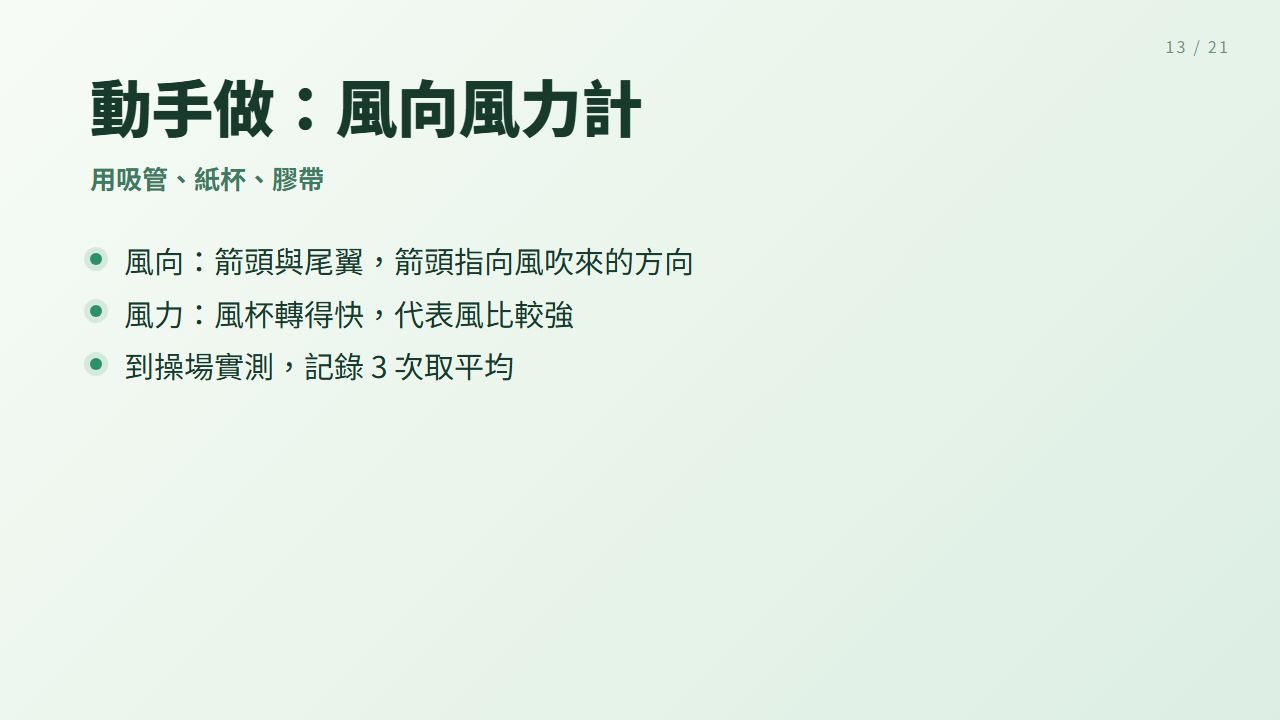 13 / 21
動手做：風向風力計
用吸管、紙杯、膠帶
風向：箭頭與尾翼，箭頭指向風吹來的方向
風力：風杯轉得快，代表風比較強
到操場實測，記錄 3 次取平均